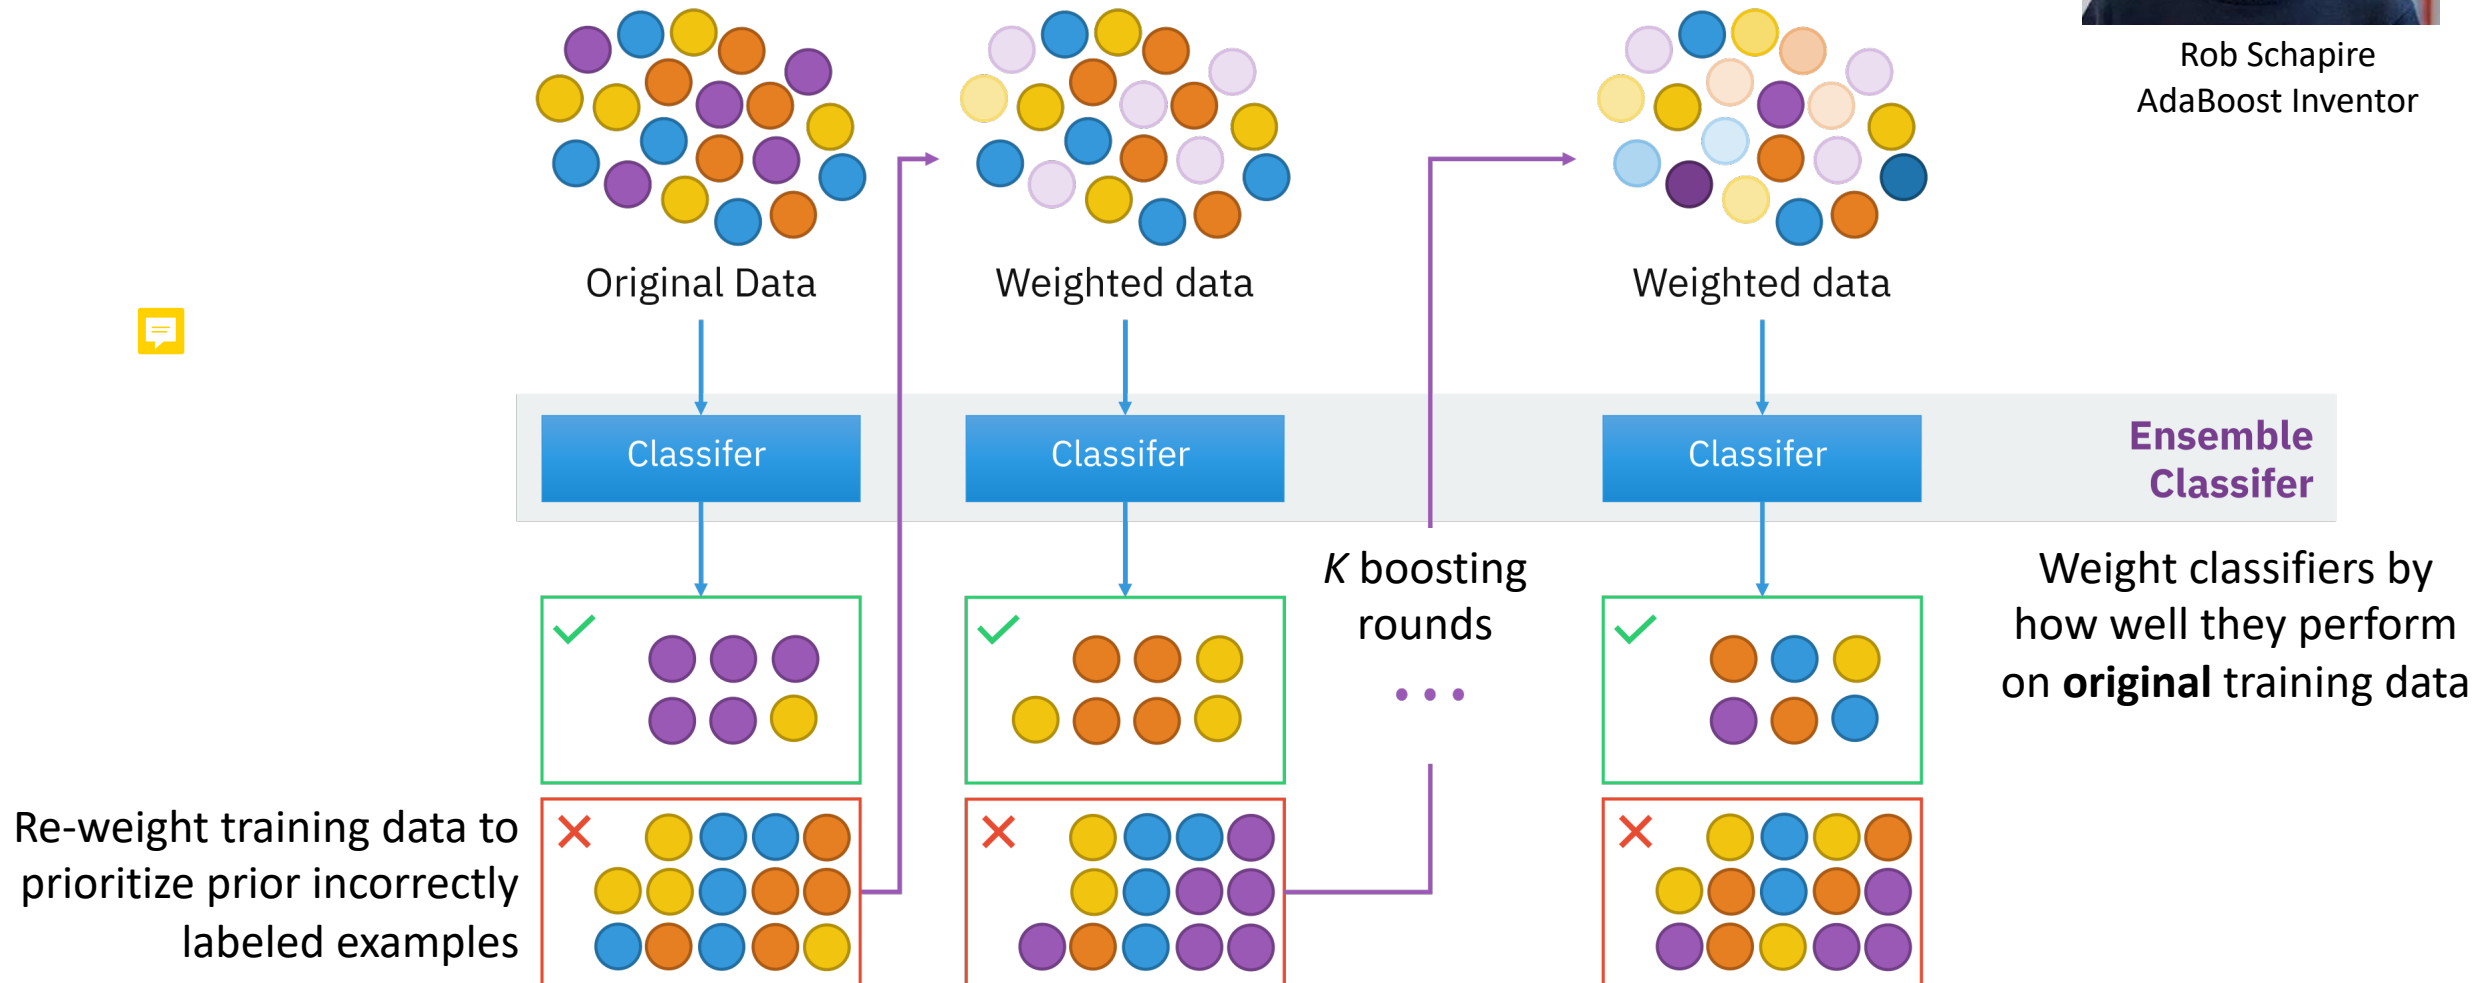 Rob Schapire
AdaBoost Inventor
Original Data
Weighted data
Weighted data
Classifer
Classifer
Classifer
Ensemble
Classifer
K boosting
rounds
Weight classifiers by
how well they perform
on original training data
Re-weight training data to
prioritize prior incorrectly
labeled examples